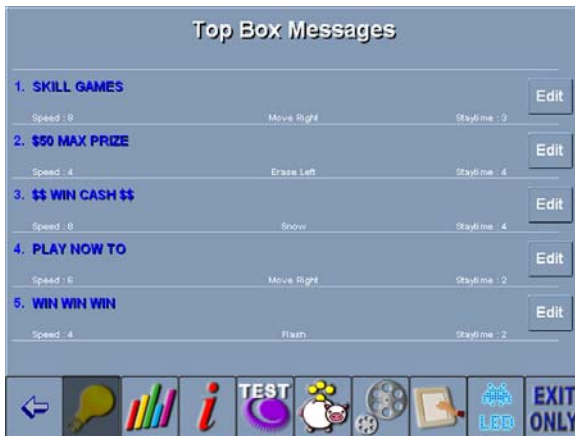 Top Box Messages
1. SKILL GAMES
Edit
Speed : 8 Move Right Staytime : 3
2. $50 MAX PRIZE
Edit
Speed : 4 Erase Left Staytime : 4
3. $$ WIN CASH $$
Edit
Speed : 8 Snow Staytime : 4
4. PLAY NOW TO
Edit
Speed : 6 Move Right Staytime : 2
5. WIN WIN WIN
Edit
Speed : 4 Flash Staytime : 2
i TEST LED EXIT
ONLY